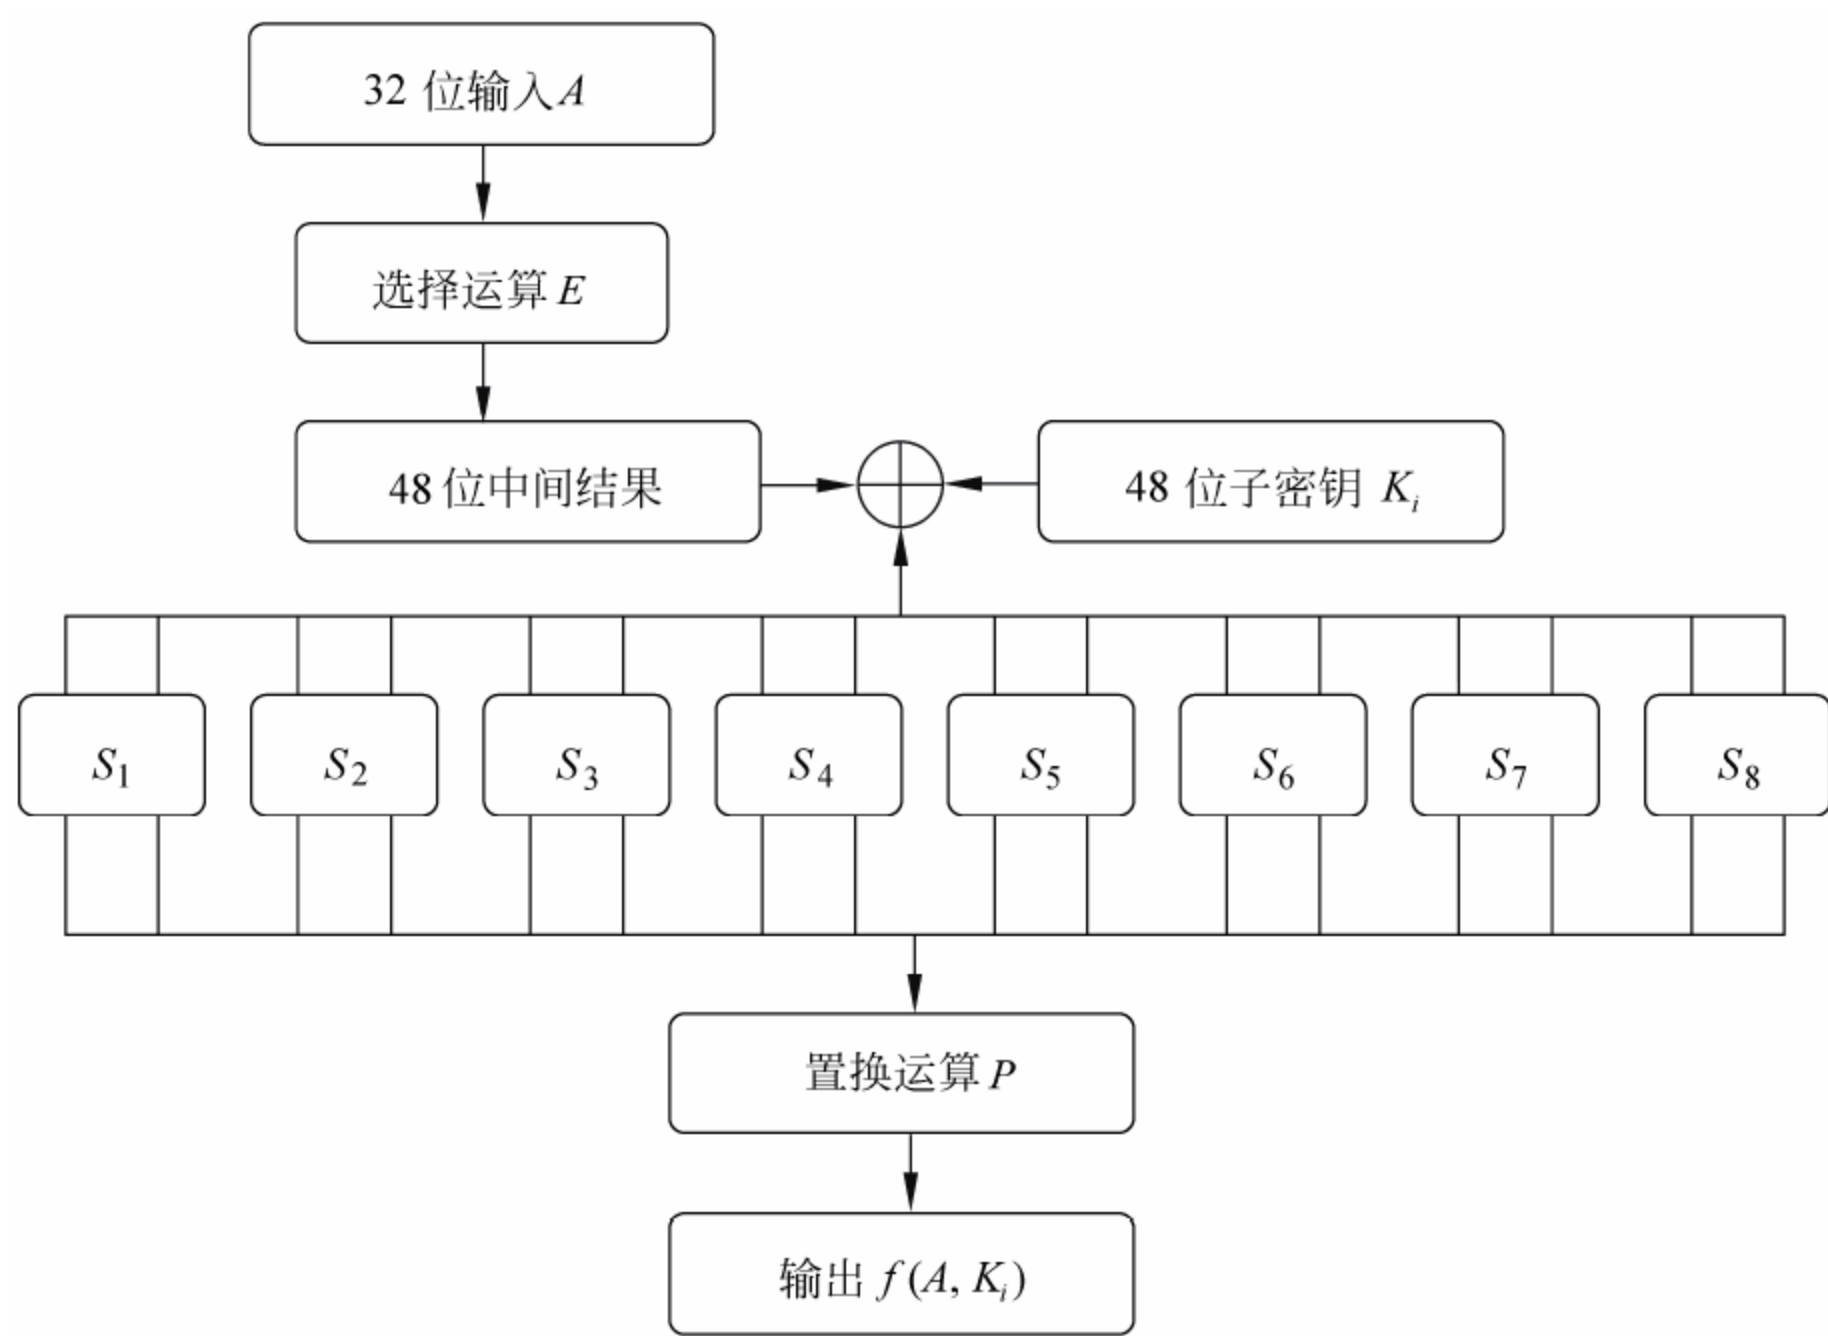 32 位输入 A
选择运算 E
48 位中间结果
48 位子密钥 Kᵢ
S₁ S₂ S₃ S₄ S₅ S₆ S₇ S₈
置换运算 P
输出 f(A, Kᵢ)